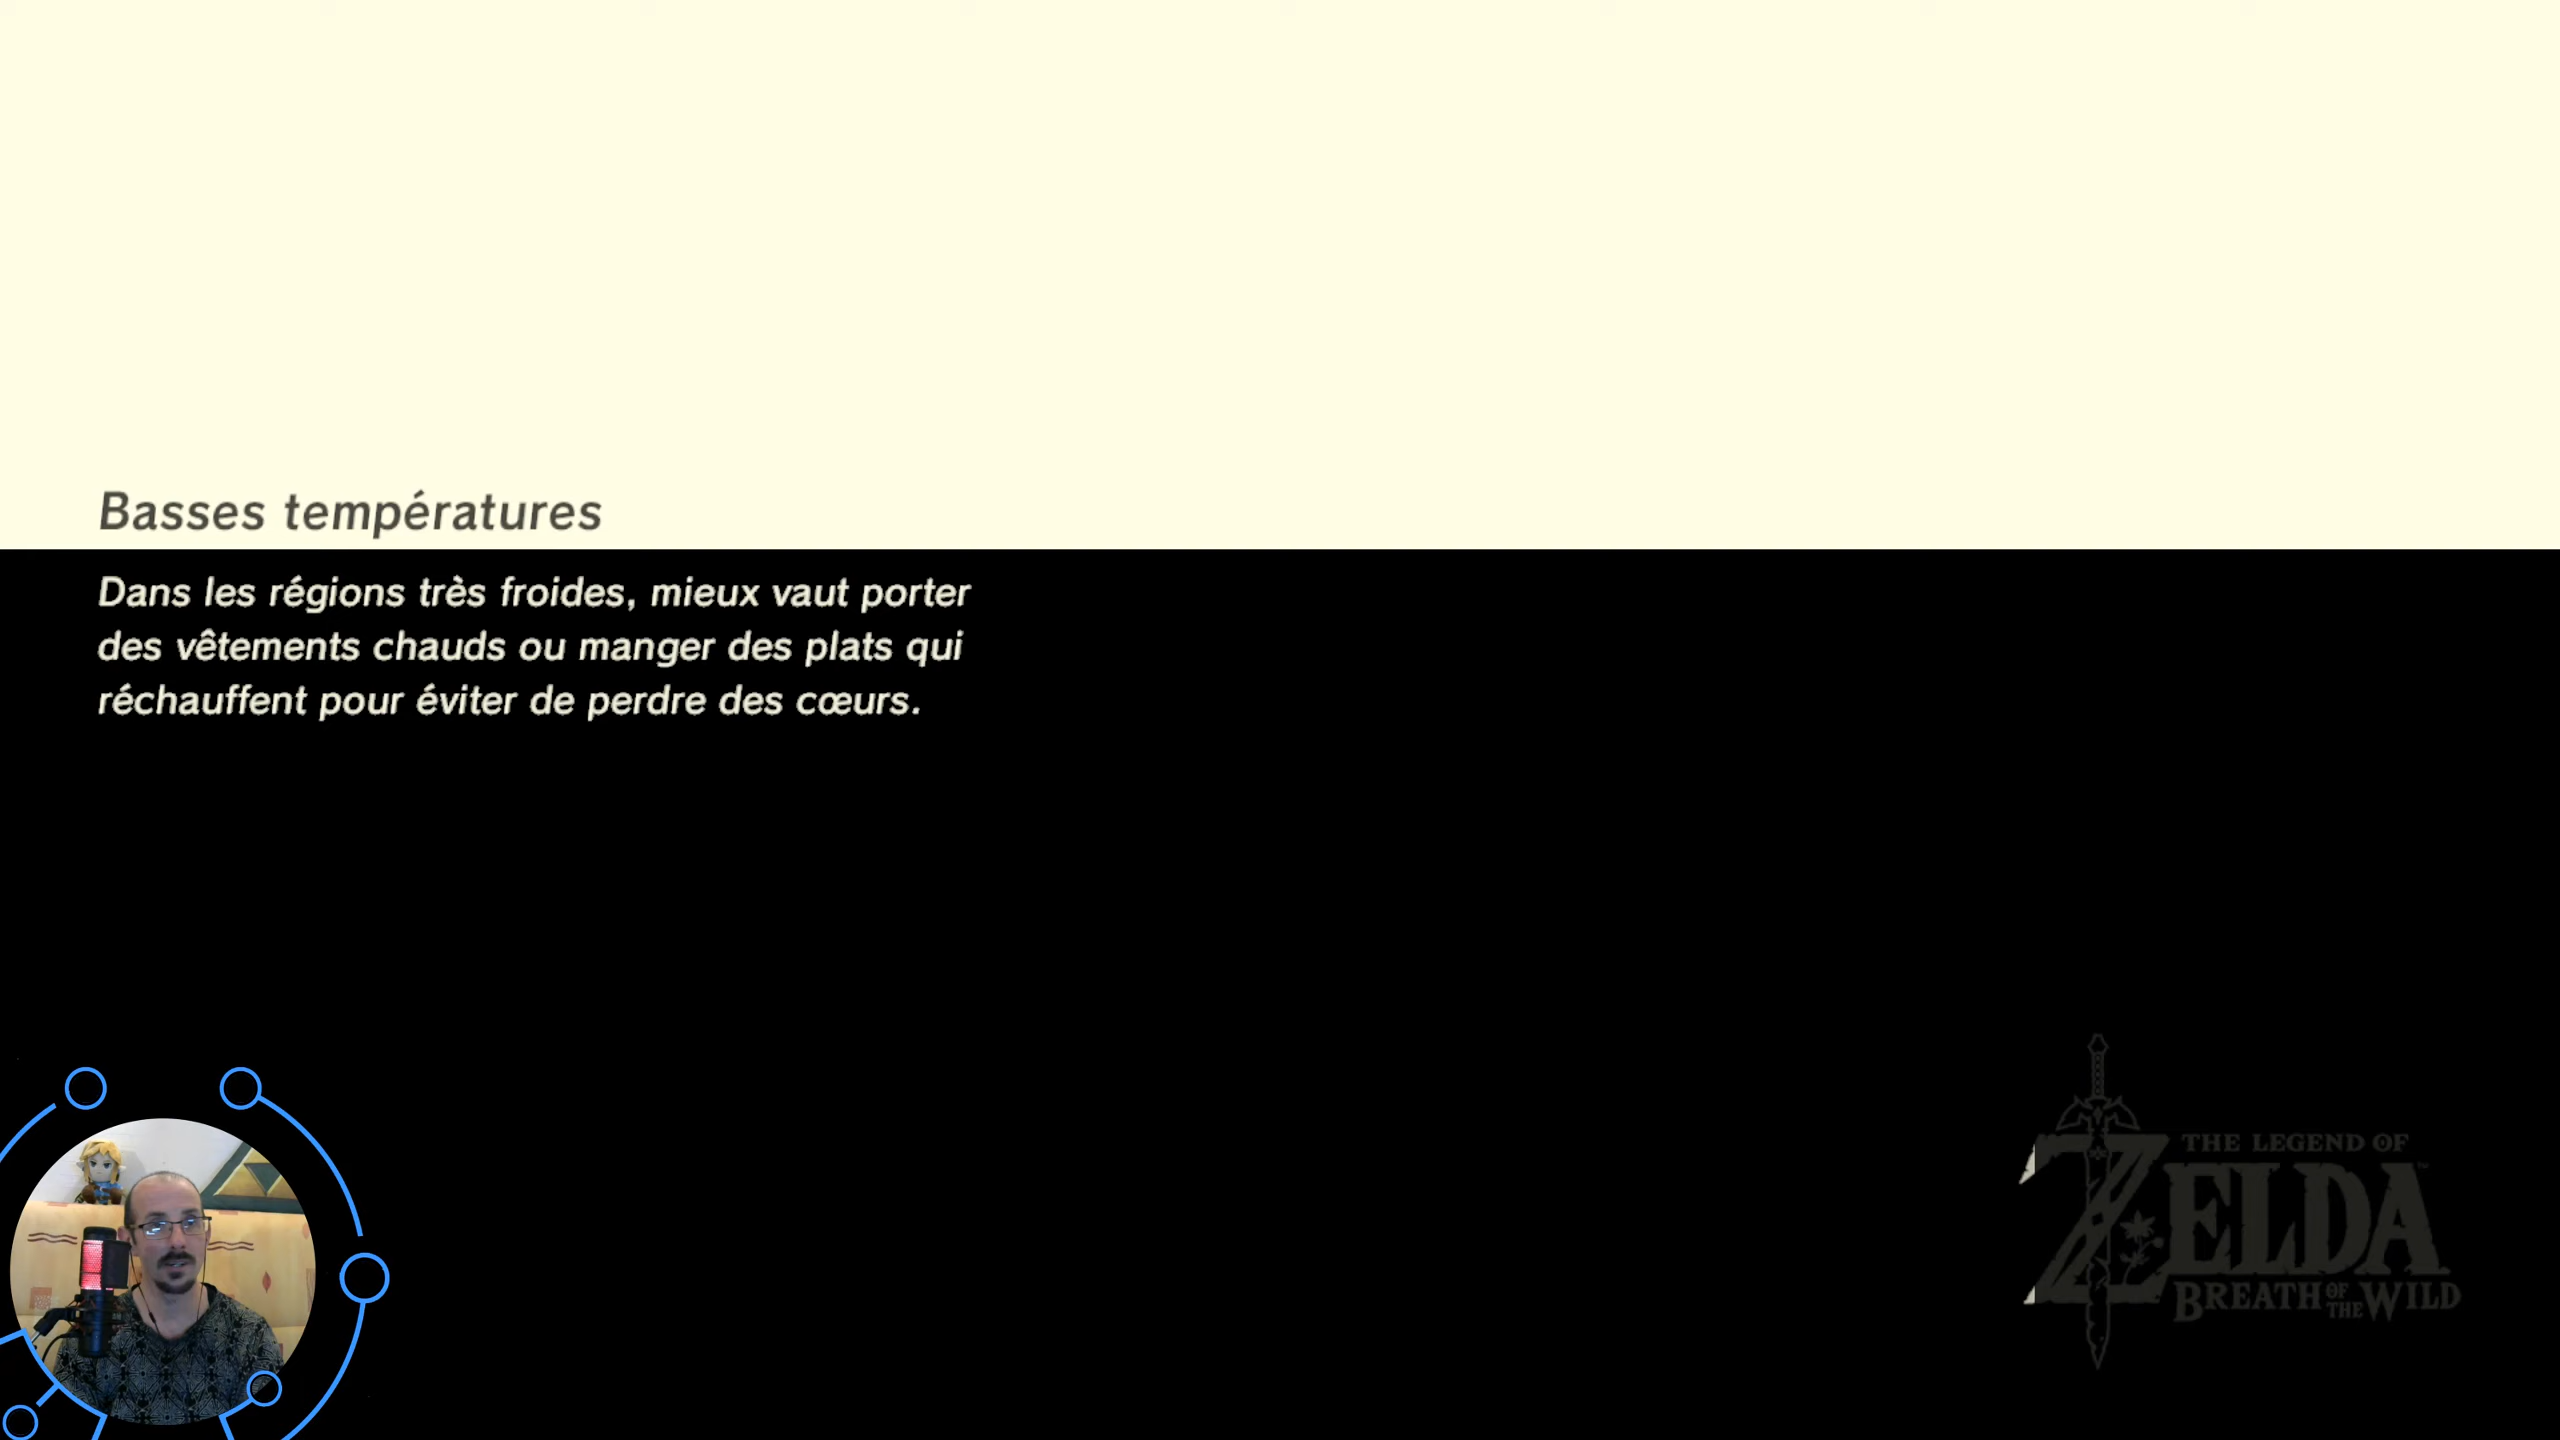 Basses températures
Dans les régions très froides, mieux vaut porter
des vêtements chauds ou manger des plats qui
réchauffent pour éviter de perdre des cœurs.
THE LEGEND OF
ZELDA
BREATH OF THE WILD